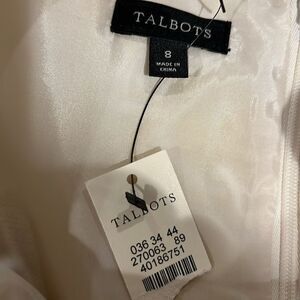 TALBOTS
8
MADE IN
CHINA
TALBOTS
036 34 44
270063 89
40186751